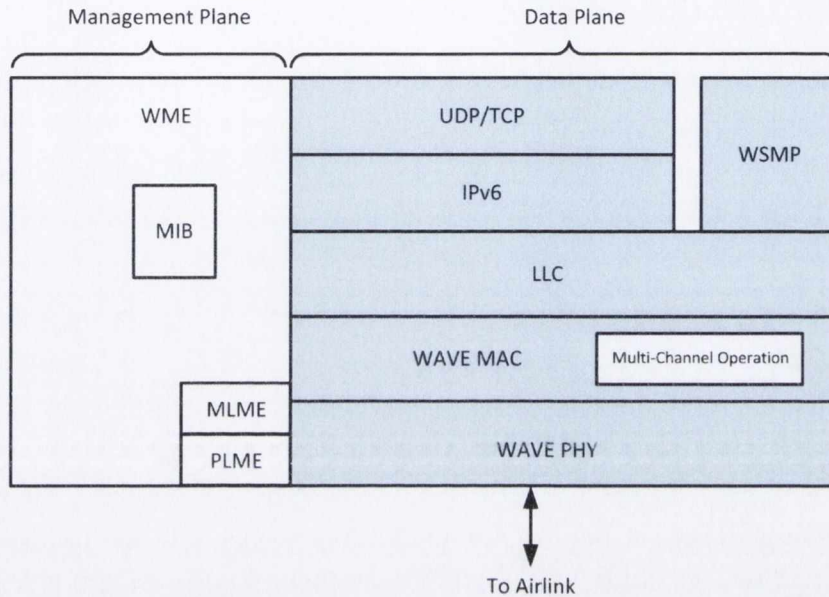 Management Plane
Data Plane
WME
MIB
MLME
PLME
UDP/TCP
WSMP
IPv6
LLC
WAVE MAC
Multi-Channel Operation
WAVE PHY
To Airlink